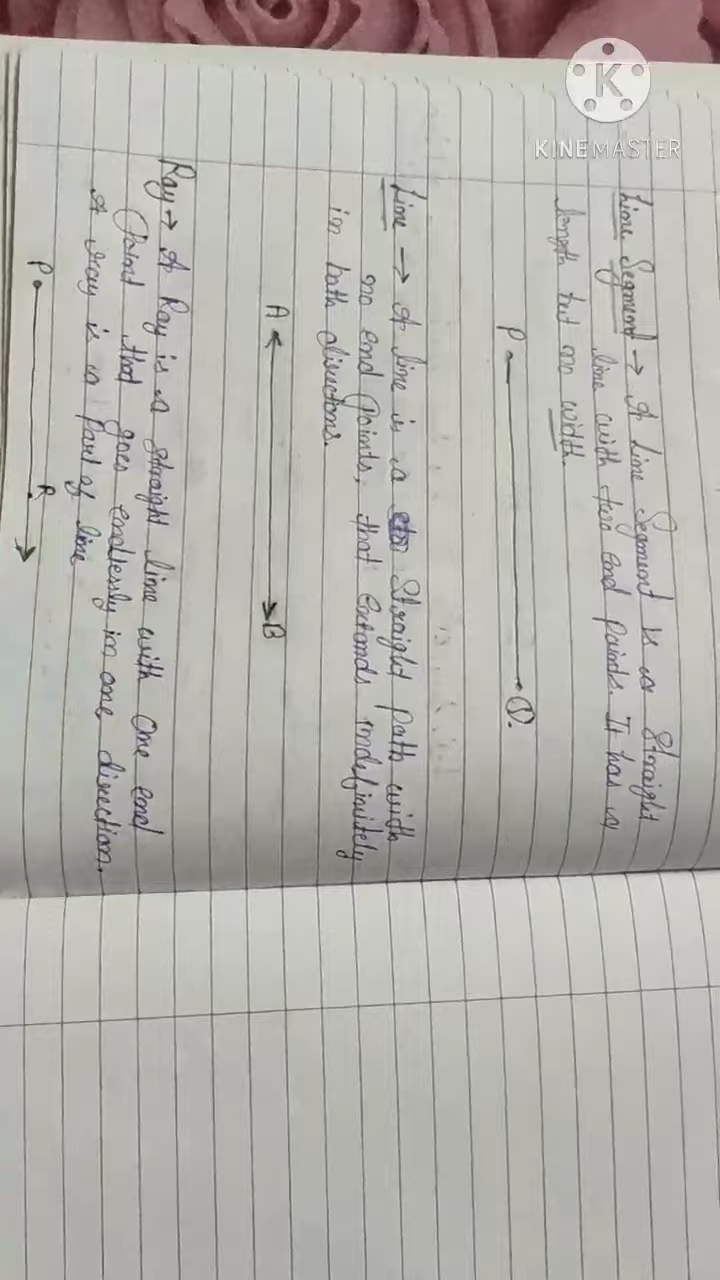 KINEMASTER
Line Segment → A Line Segment is a Straight
line with two end Points. It has a
length but no width.
P Q.
Line → A line is a Straight Path with
no end Points, that Extends indefinitely
in both directions.
A B
Ray → A Ray is a straight line with One end
Point that goes endlessly in one direction.
A ray is a Part of line
P R